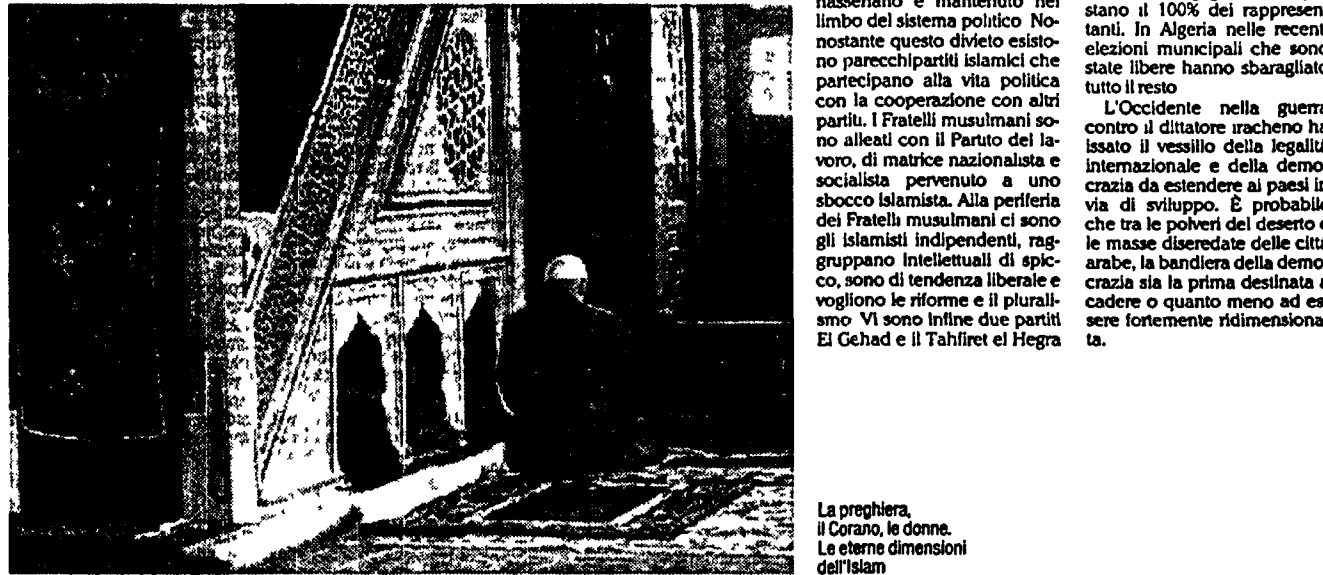 nasseriano e mantenuto nel
limbo del sistema politico No-
nostante questo divieto esisto-
no parecchipartiti islamici che
partecipano alla vita politica
con la cooperazione con altri
partiti. I Fratelli musulmani so-
no alleati con il Partito del la-
voro, di matrice nazionalista e
socialista pervenuto a uno
sbocco islamista. Alla periferia
dei Fratelli musulmani ci sono
gli islamisti indipendenti, rag-
gruppano intellettuali di spic-
co, sono di tendenza liberale e
vogliono le riforme e il plurali-
smo Vi sono infine due partiti
El Gehad e il Tahfiret el Hegra
stano il 100% dei rappresen
tanti. In Algeria nelle recent
elezioni municipali che sono
state libere hanno sbaragliato
tutto il resto
L'Occidente nella guerra
contro il dittatore iracheno ha
issato il vessillo della legalità
internazionale e della demo
crazia da estendere ai paesi in
via di sviluppo. È probabile
che tra le polveri del deserto e
le masse diseredate delle città
arabe, la bandiera della demo
crazia sia la prima destinata a
cadere o quanto meno ad es
sere fortemente ridimensiona
ta.
La preghiera,
il Corano, le donne.
Le eterne dimensioni
dell'Islam